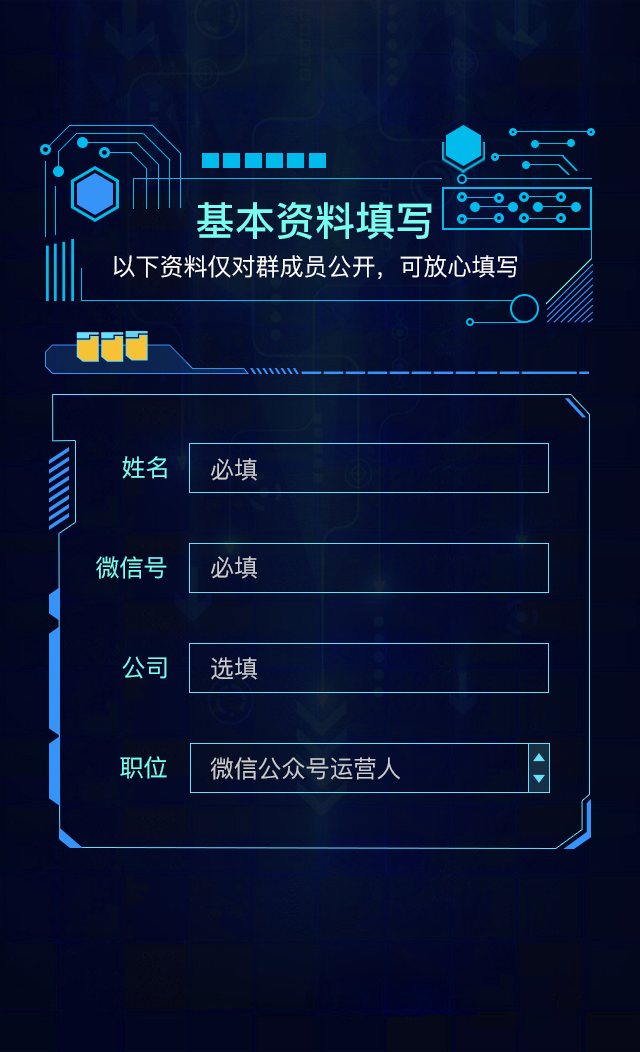 基本资料填写
以下资料仅对群成员公开，可放心填写
姓名 必填
微信号 必填
公司 选填
职位 微信公众号运营人